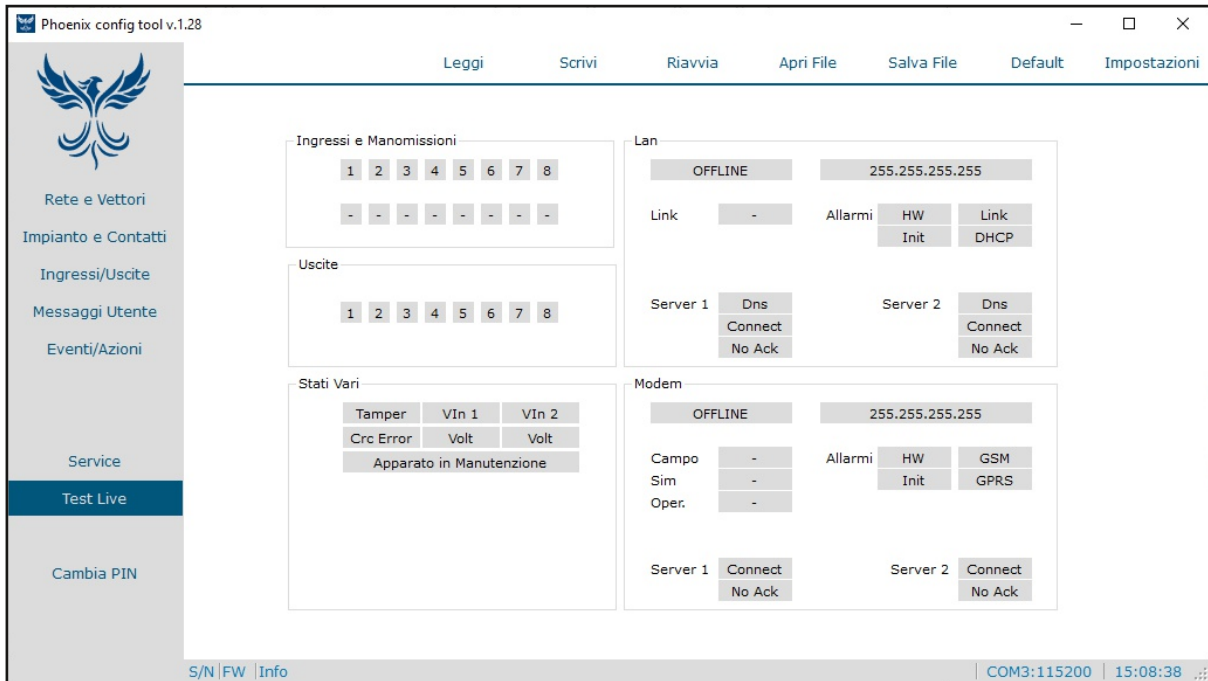 Phoenix config tool v.1.28
Leggi Scrivi Riavvia Apri File Salva File Default Impostazioni
Rete e Vettori
Impianto e Contatti
Ingressi/Uscite
Messaggi Utente
Eventi/Azioni
Service
Test Live
Cambia PIN
Ingressi e Manomissioni
1 2 3 4 5 6 7 8
- - - - - - - -
Uscite
1 2 3 4 5 6 7 8
Stati Vari
Tamper VIn 1 VIn 2
Crc Error Volt Volt
Apparato in Manutenzione
Lan
OFFLINE 255.255.255.255
Link - Allarmi HW Link
Init DHCP
Server 1 Dns Server 2 Dns
Connect Connect
No Ack No Ack
Modem
OFFLINE 255.255.255.255
Campo - Allarmi HW GSM
Sim - Init GPRS
Oper. -
Server 1 Connect Server 2 Connect
No Ack No Ack
S/N FW Info COM3:115200 15:08:38